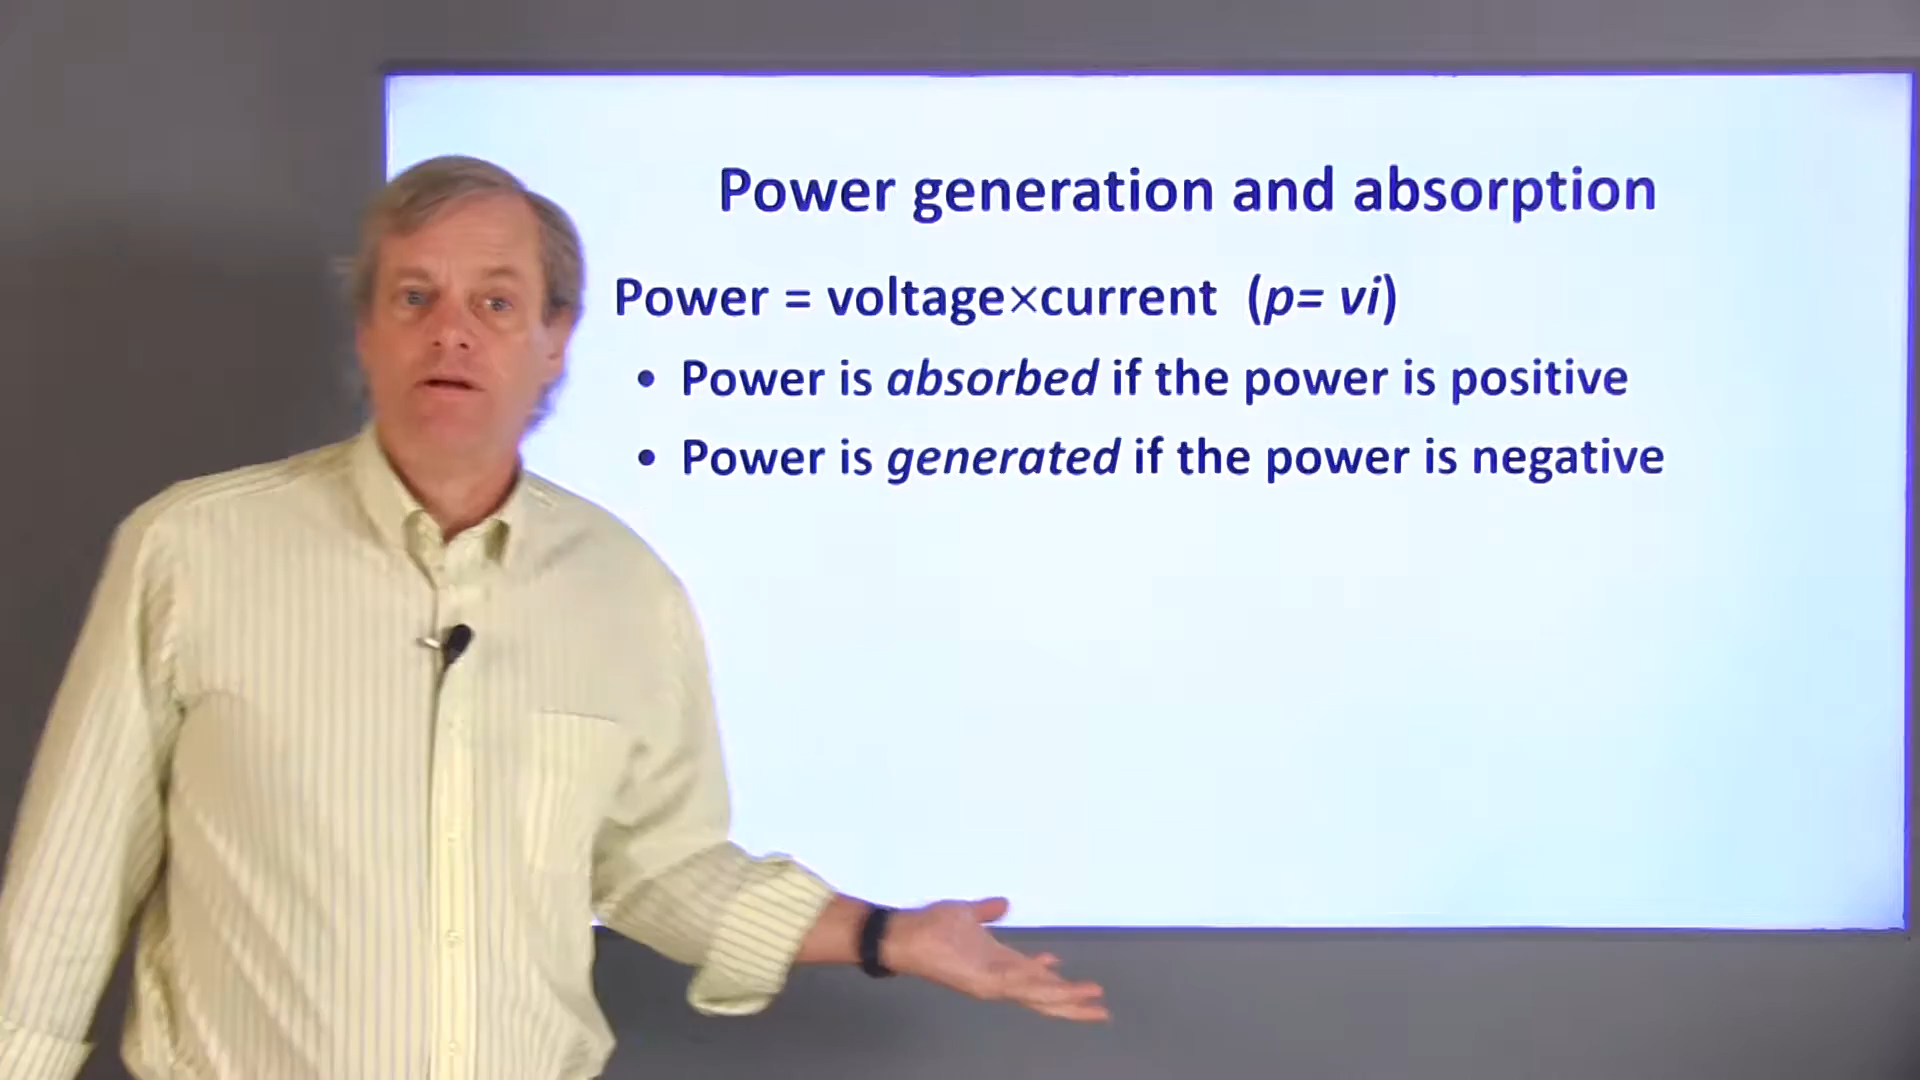 Power generation and absorption
Power = voltage×current (p= vi)
• Power is absorbed if the power is positive
• Power is generated if the power is negative